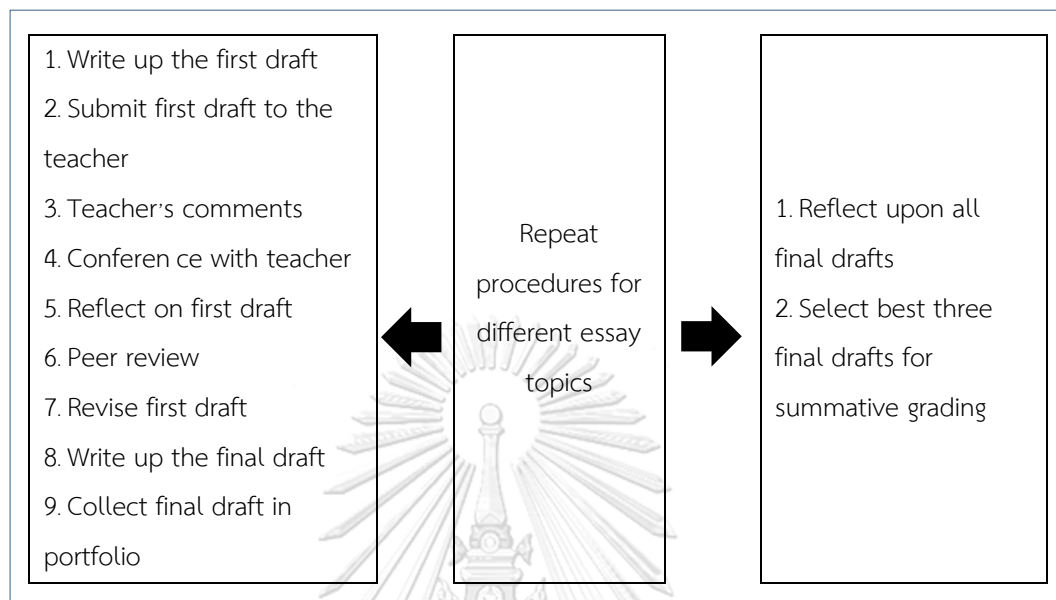 1. Write up the first draft
2. Submit first draft to the
teacher
3. Teacher's comments
4. Conferen ce with teacher
5. Reflect on first draft
6. Peer review
7. Revise first draft
8. Write up the final draft
9. Collect final draft in
portfolio
Repeat
procedures for
different essay
topics
1. Reflect upon all
final drafts
2. Select best three
final drafts for
summative grading